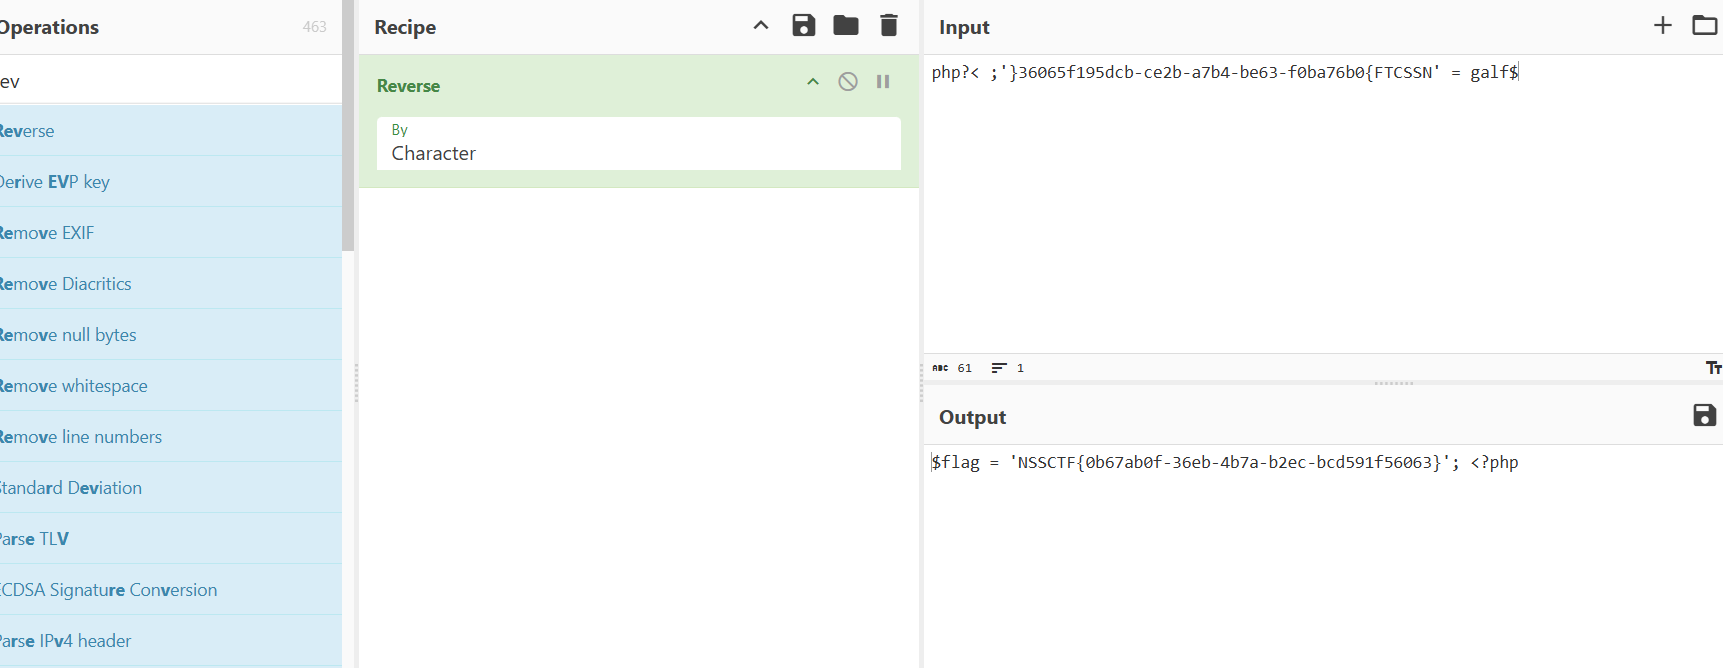 Operations 463
ev
Reverse
Derive EVP key
Remove EXIF
Remove Diacritics
Remove null bytes
Remove whitespace
Remove line numbers
Standard Deviation
Parse TLV
ECDSA Signature Conversion
Parse IPv4 header
Recipe
Reverse
By
Character
Input
php?< ;'}36065f195dcb-ce2b-a7b4-be63-f0ba76b0{FTCSSN' = galf$
ABC 61 1
Tт
Output
$flag = 'NSSCTF{0b67ab0f-36eb-4b7a-b2ec-bcd591f56063}'; <?php